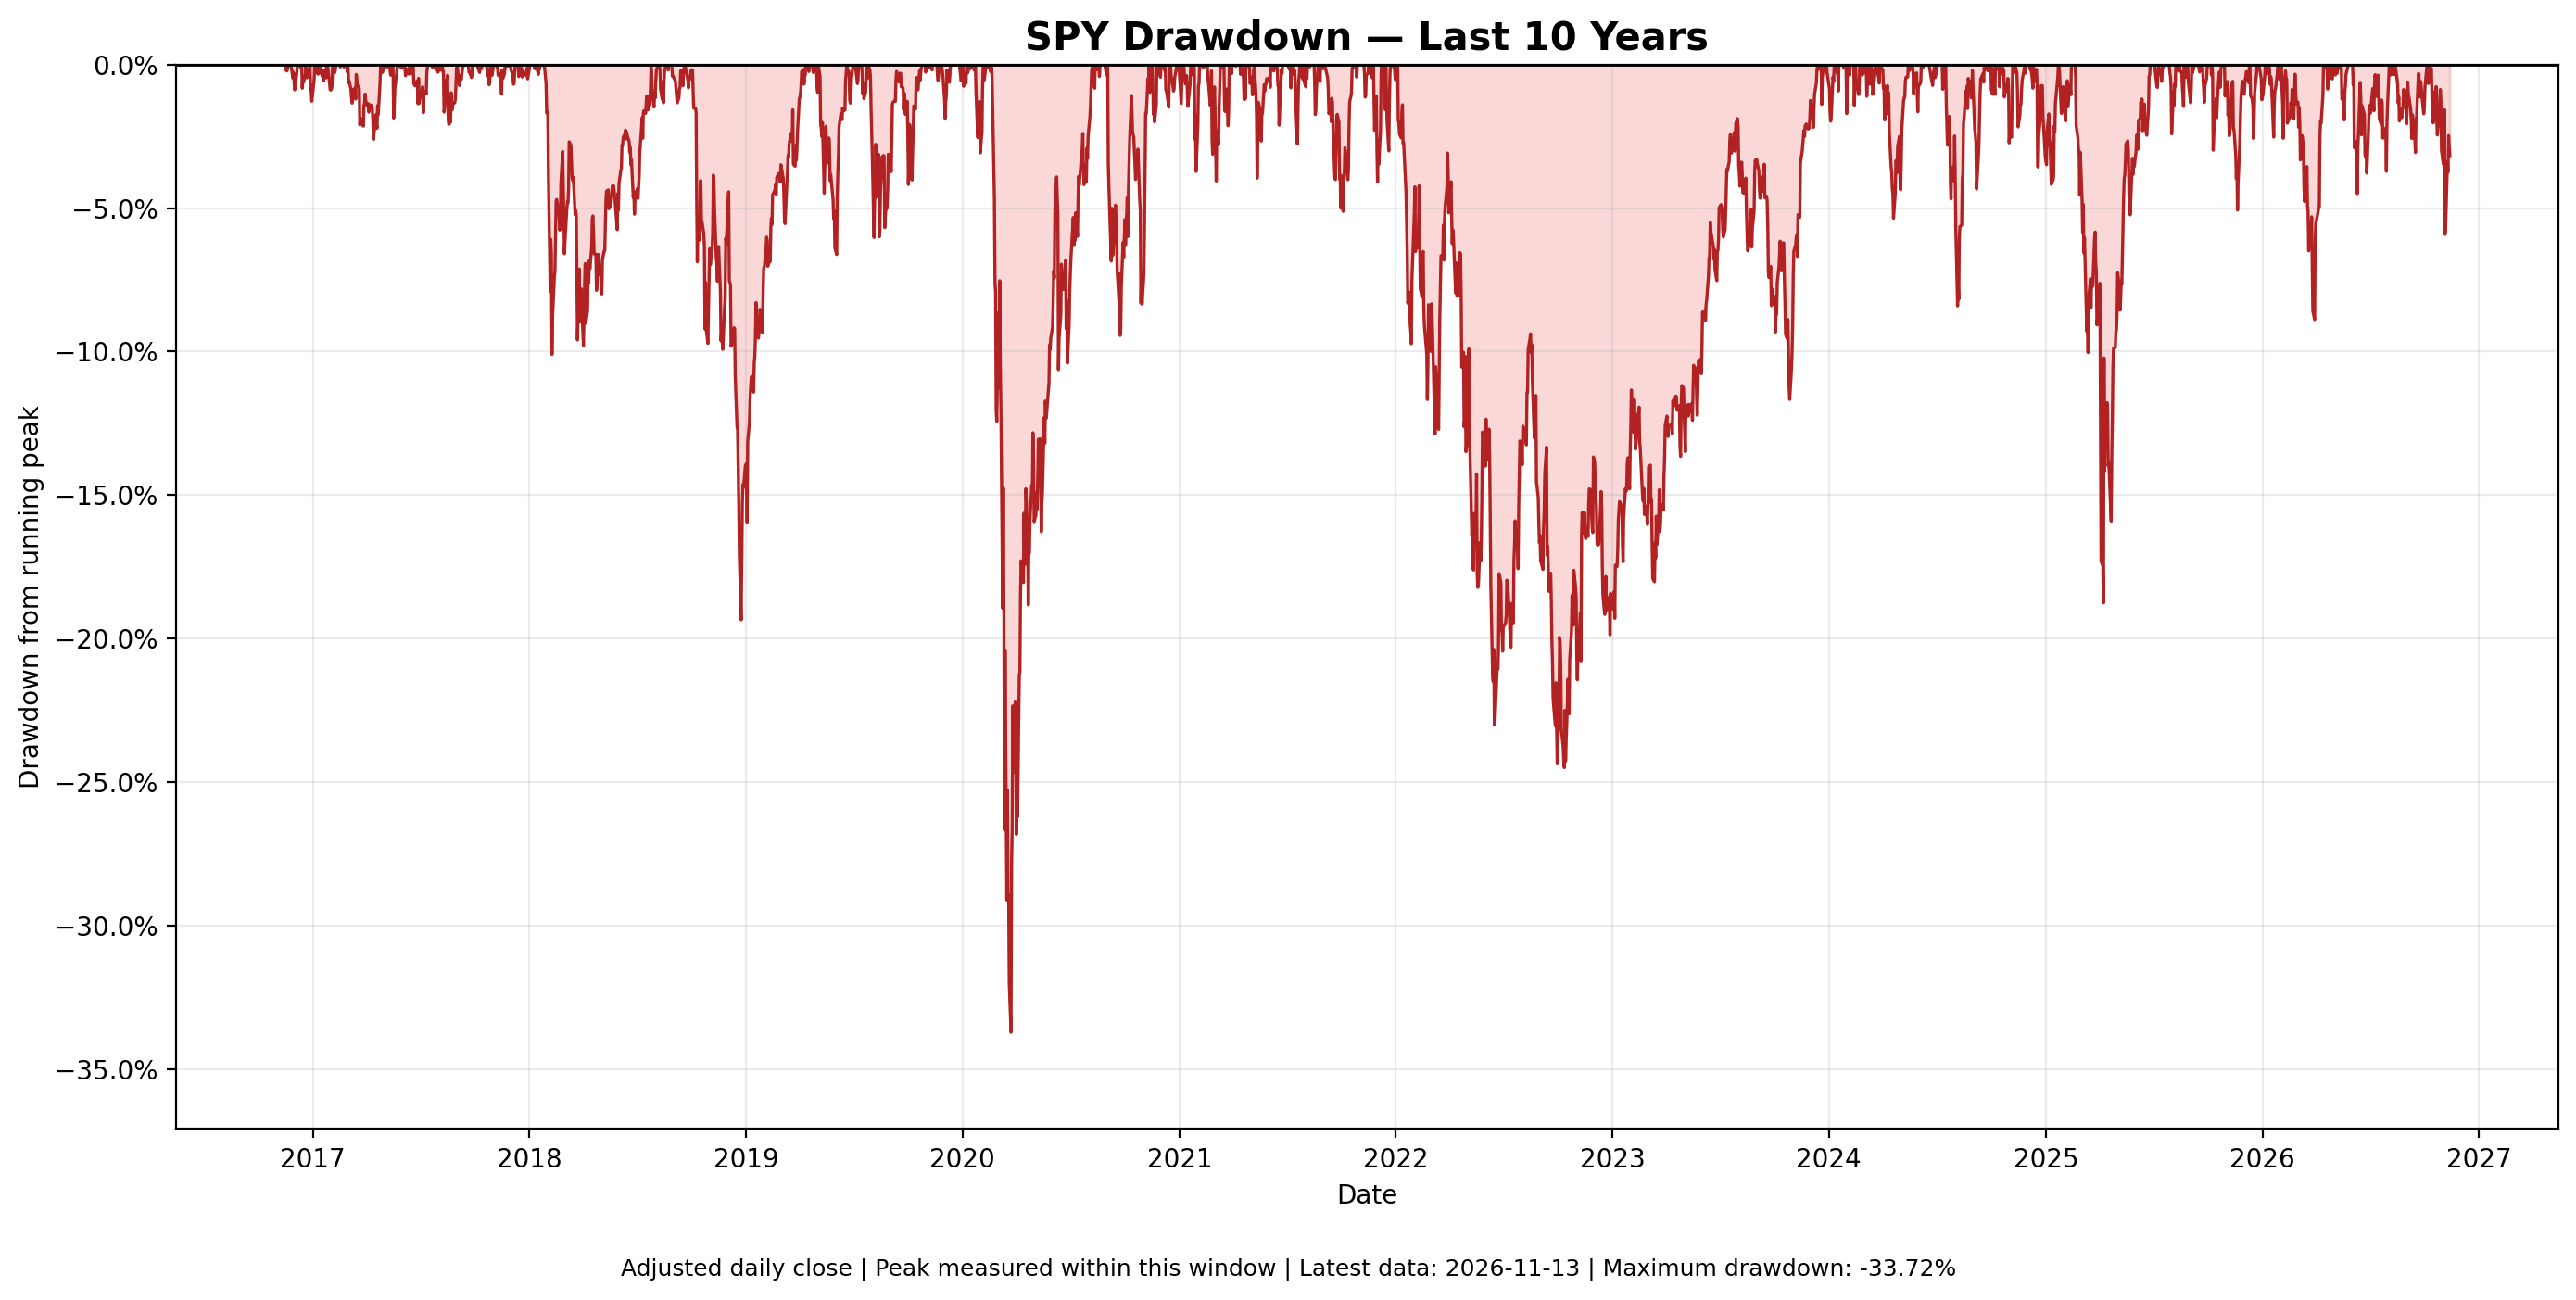 SPY Drawdown — Last 10 Years
0.0%
−5.0%
−10.0%
−15.0%
−20.0%
−25.0%
−30.0%
−35.0%
Drawdown from running peak
2017 2018 2019 2020 2021 2022 2023 2024 2025 2026 2027
Date
Adjusted daily close | Peak measured within this window | Latest data: 2026-11-13 | Maximum drawdown: -33.72%